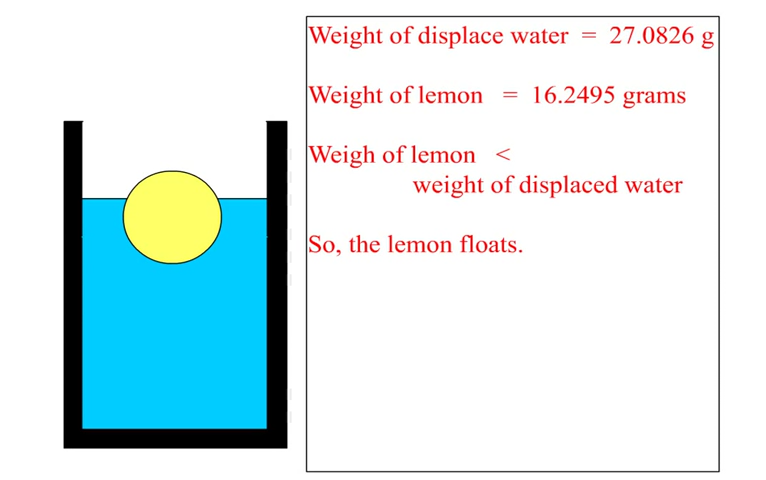 Weight of displace water = 27.0826 g
Weight of lemon = 16.2495 grams
Weigh of lemon <
weight of displaced water
So, the lemon floats.